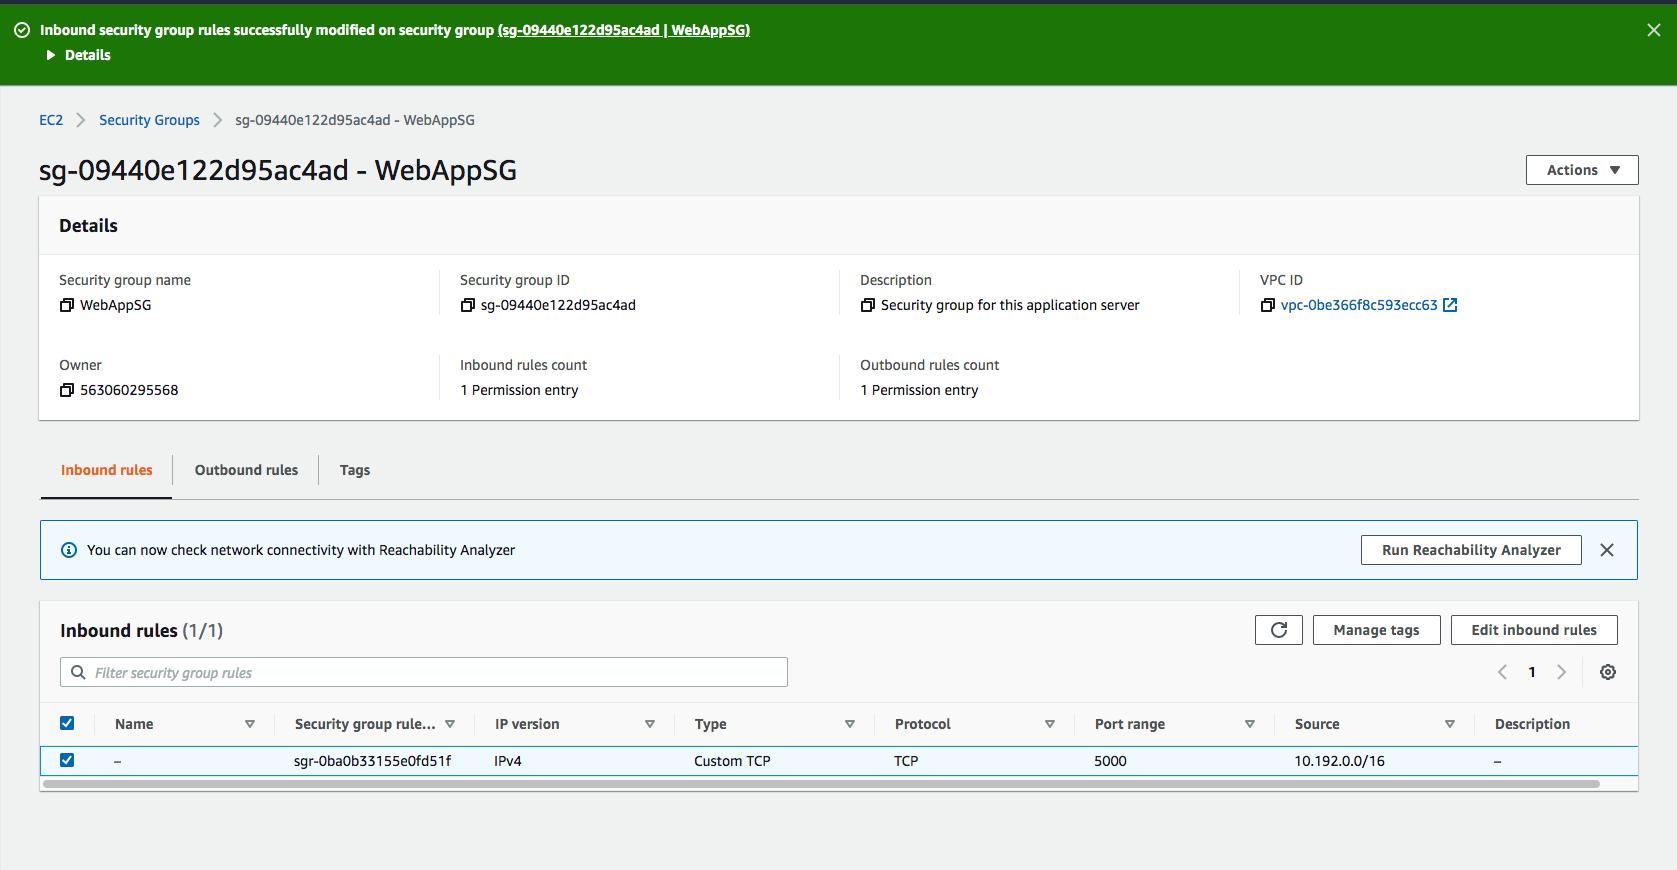 Inbound security group rules successfully modified on security group (sg-09440e122d95ac4ad | WebAppSG)
Details
EC2 Security Groups sg-09440e122d95ac4ad - WebAppSG
sg-09440e122d95ac4ad - WebAppSG
Actions
Details
Security group name Security group ID Description VPC ID
WebAppSG sg-09440e122d95ac4ad Security group for this application server vpc-0be366f8c593ecc63
Owner Inbound rules count Outbound rules count
563060295568 1 Permission entry 1 Permission entry
Inbound rules Outbound rules Tags
You can now check network connectivity with Reachability Analyzer Run Reachability Analyzer
Inbound rules (1/1) Manage tags Edit inbound rules
Filter security group rules 1
Name Security group rule... IP version Type Protocol Port range Source Description
– sgr-0ba0b33155e0fd51f IPv4 Custom TCP TCP 5000 10.192.0.0/16 –